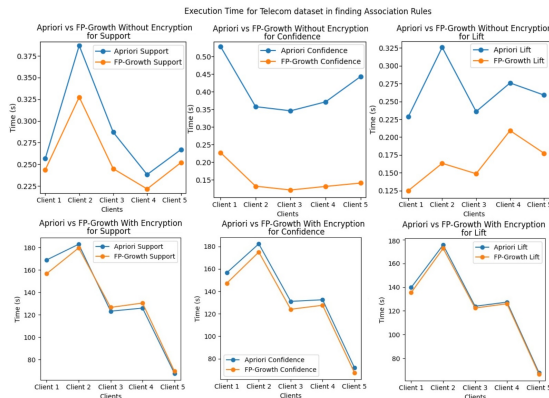 Execution Time for Telecom dataset in finding Association Rules
Apriori vs FP-Growth Without Encryption
for Support
Apriori Support
FP-Growth Support
Time (s)
0.375
0.350
0.325
0.300
0.275
0.250
0.225
Client 1 Client 2 Client 3 Client 4 Client 5
Clients
Apriori vs FP-Growth Without Encryption
for Confidence
Apriori Confidence
FP-Growth Confidence
Time (s)
0.50
0.45
0.40
0.35
0.30
0.25
0.20
0.15
Client 1 Client 2 Client 3 Client 4 Client 5
Clients
Apriori vs FP-Growth Without Encryption
for Lift
Apriori Lift
FP-Growth Lift
Time (s)
0.325
0.300
0.275
0.250
0.225
0.200
0.175
0.150
0.125
Client 1 Client 2 Client 3 Client 4 Client 5
Clients
Apriori vs FP-Growth With Encryption
for Support
Apriori Support
FP-Growth Support
Time (s)
180
160
140
120
100
80
Client 1 Client 2 Client 3 Client 4 Client 5
Apriori vs FP-Growth With Encryption
for Confidence
Apriori Confidence
FP-Growth Confidence
Time (s)
180
160
140
120
100
80
Client 1 Client 2 Client 3 Client 4 Client 5
Apriori vs FP-Growth With Encryption
for Lift
Apriori Lift
FP-Growth Lift
Time (s)
180
160
140
120
100
80
Client 1 Client 2 Client 3 Client 4 Client 5